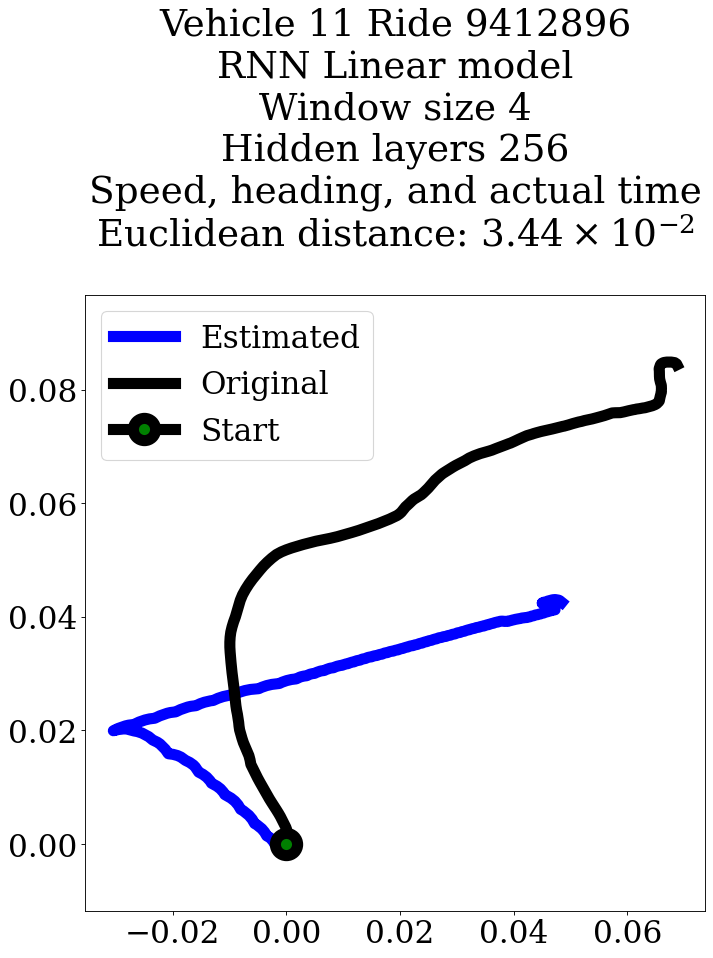 Vehicle 11 Ride 9412896
RNN Linear model
Window size 4
Hidden layers 256
Speed, heading, and actual time
Euclidean distance: 3.44 × 10⁻²
Estimated
Original
Start
0.08
0.06
0.04
0.02
0.00
−0.02 0.00 0.02 0.04 0.06